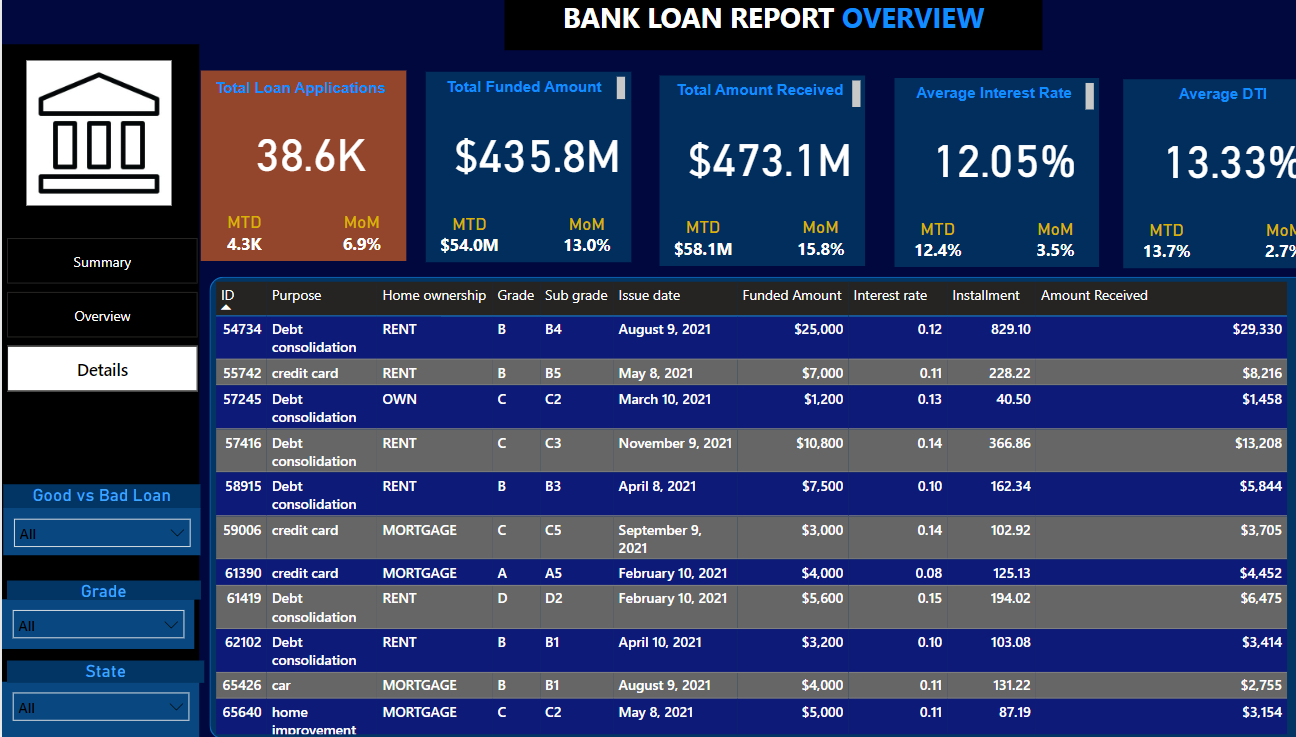 BANK LOAN REPORT OVERVIEW
Total Loan Applications
38.6K
MTD MoM
4.3K 6.9%
Total Funded Amount
$435.8M
MTD MoM
$54.0M 13.0%
Total Amount Received
$473.1M
MTD MoM
$58.1M 15.8%
Average Interest Rate
12.05%
MTD MoM
12.4% 3.5%
Average DTI
13.33%
MTD MoM
13.7% 2.7%
Summary
Overview
Details
Good vs Bad Loan
All
Grade
All
State
All
ID Purpose Home ownership Grade Sub grade Issue date Funded Amount Interest rate Installment Amount Received
54734 Debt RENT B B4 August 9, 2021 $25,000 0.12 829.10 $29,330
consolidation
55742 credit card RENT B B5 May 8, 2021 $7,000 0.11 228.22 $8,216
57245 Debt OWN C C2 March 10, 2021 $1,200 0.13 40.50 $1,458
consolidation
57416 Debt RENT C C3 November 9, 2021 $10,800 0.14 366.86 $13,208
consolidation
58915 Debt RENT B B3 April 8, 2021 $7,500 0.10 162.34 $5,844
consolidation
59006 credit card MORTGAGE C C5 September 9, $3,000 0.14 102.92 $3,705
2021
61390 credit card MORTGAGE A A5 February 10, 2021 $4,000 0.08 125.13 $4,452
61419 Debt RENT D D2 February 10, 2021 $5,600 0.15 194.02 $6,475
consolidation
62102 Debt RENT B B1 April 10, 2021 $3,200 0.10 103.08 $3,414
consolidation
65426 car MORTGAGE B B1 August 9, 2021 $4,000 0.11 131.22 $2,755
65640 home MORTGAGE C C2 May 8, 2021 $5,000 0.11 87.19 $3,154
improvement